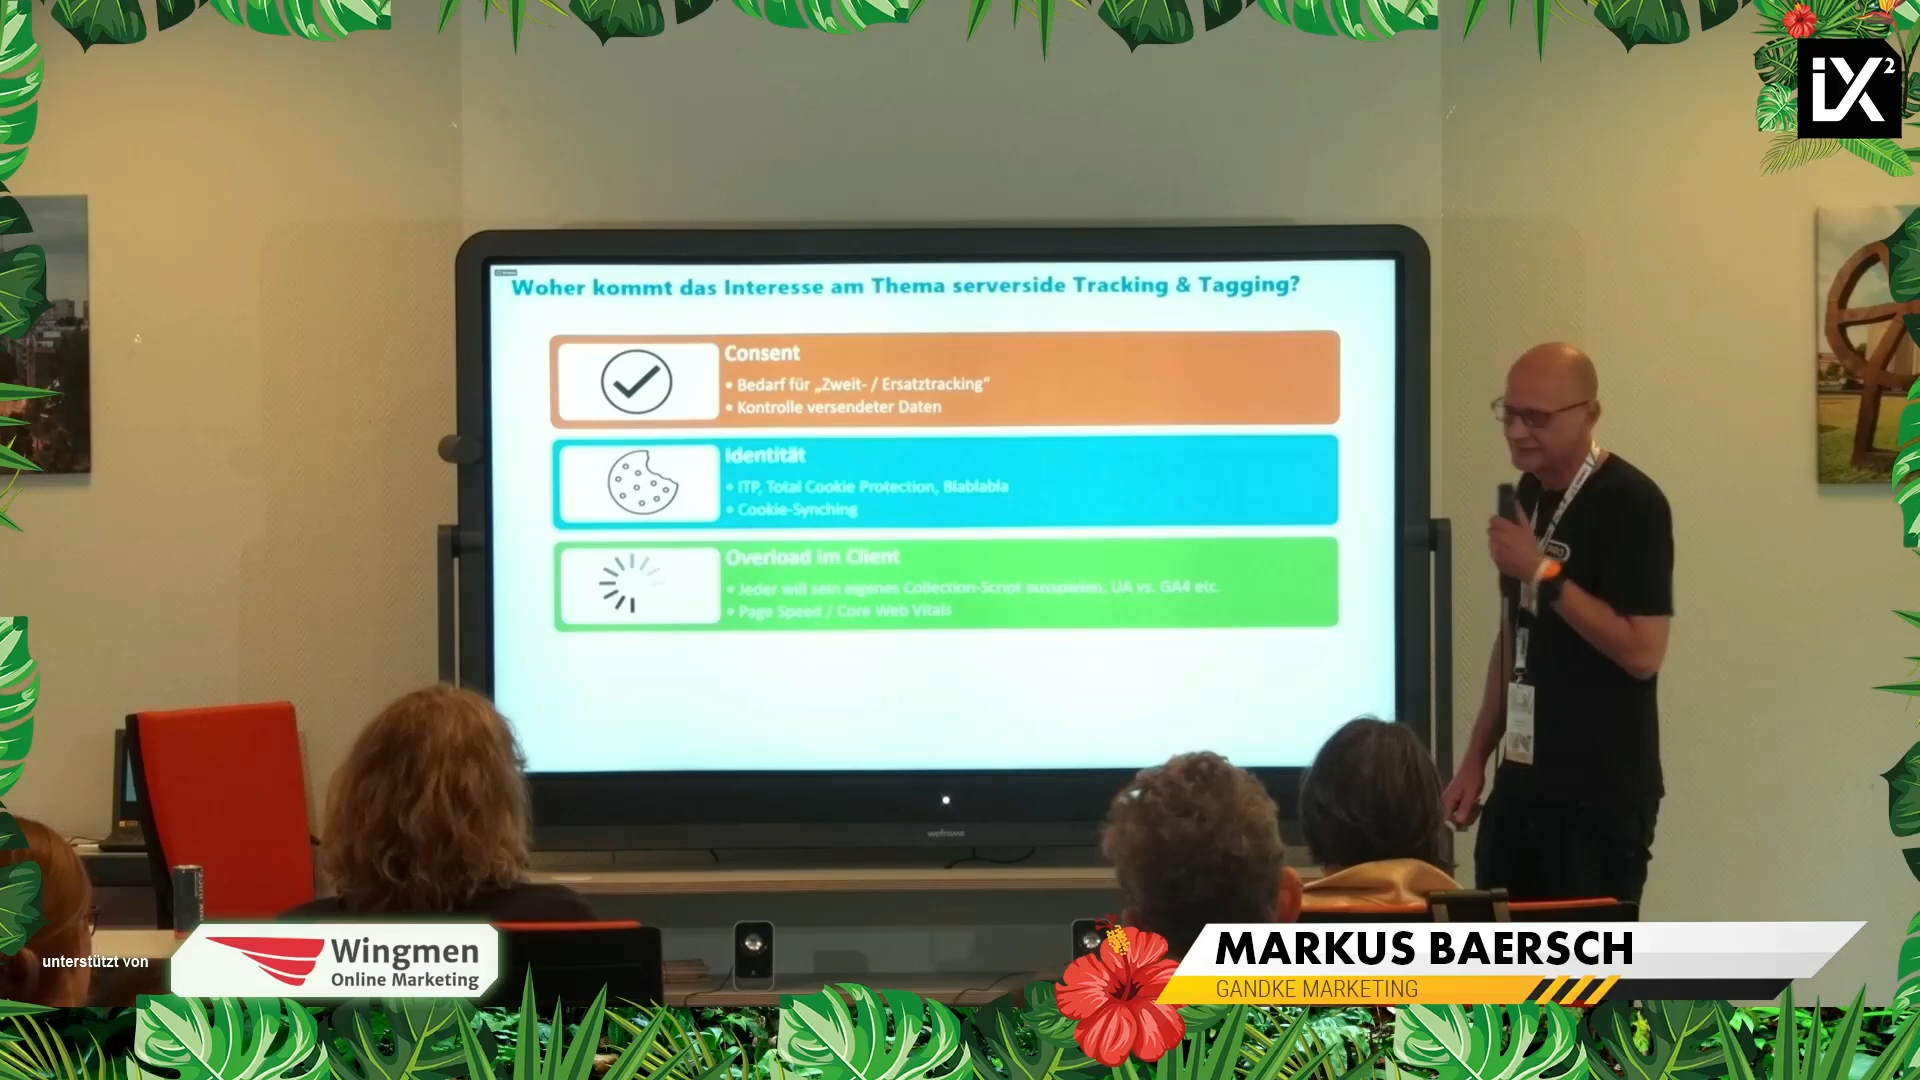 iX²
Woher kommt das Interesse am Thema serverside Tracking & Tagging?
Consent
• Bedarf für „Zweit- / Ersatztracking“
• Kontrolle versendeter Daten
Identität
• ITP, Total Cookie Protection, Blablabla
• Cookie-Synching
Overload im Client
• Jeder will sein eigenes Collection-Script ausspielen, UA vs. GA4 etc.
• Page Speed / Core Web Vitals
PRO
unterstützt von
Wingmen
Online Marketing
MARKUS BAERSCH
GANDKE MARKETING